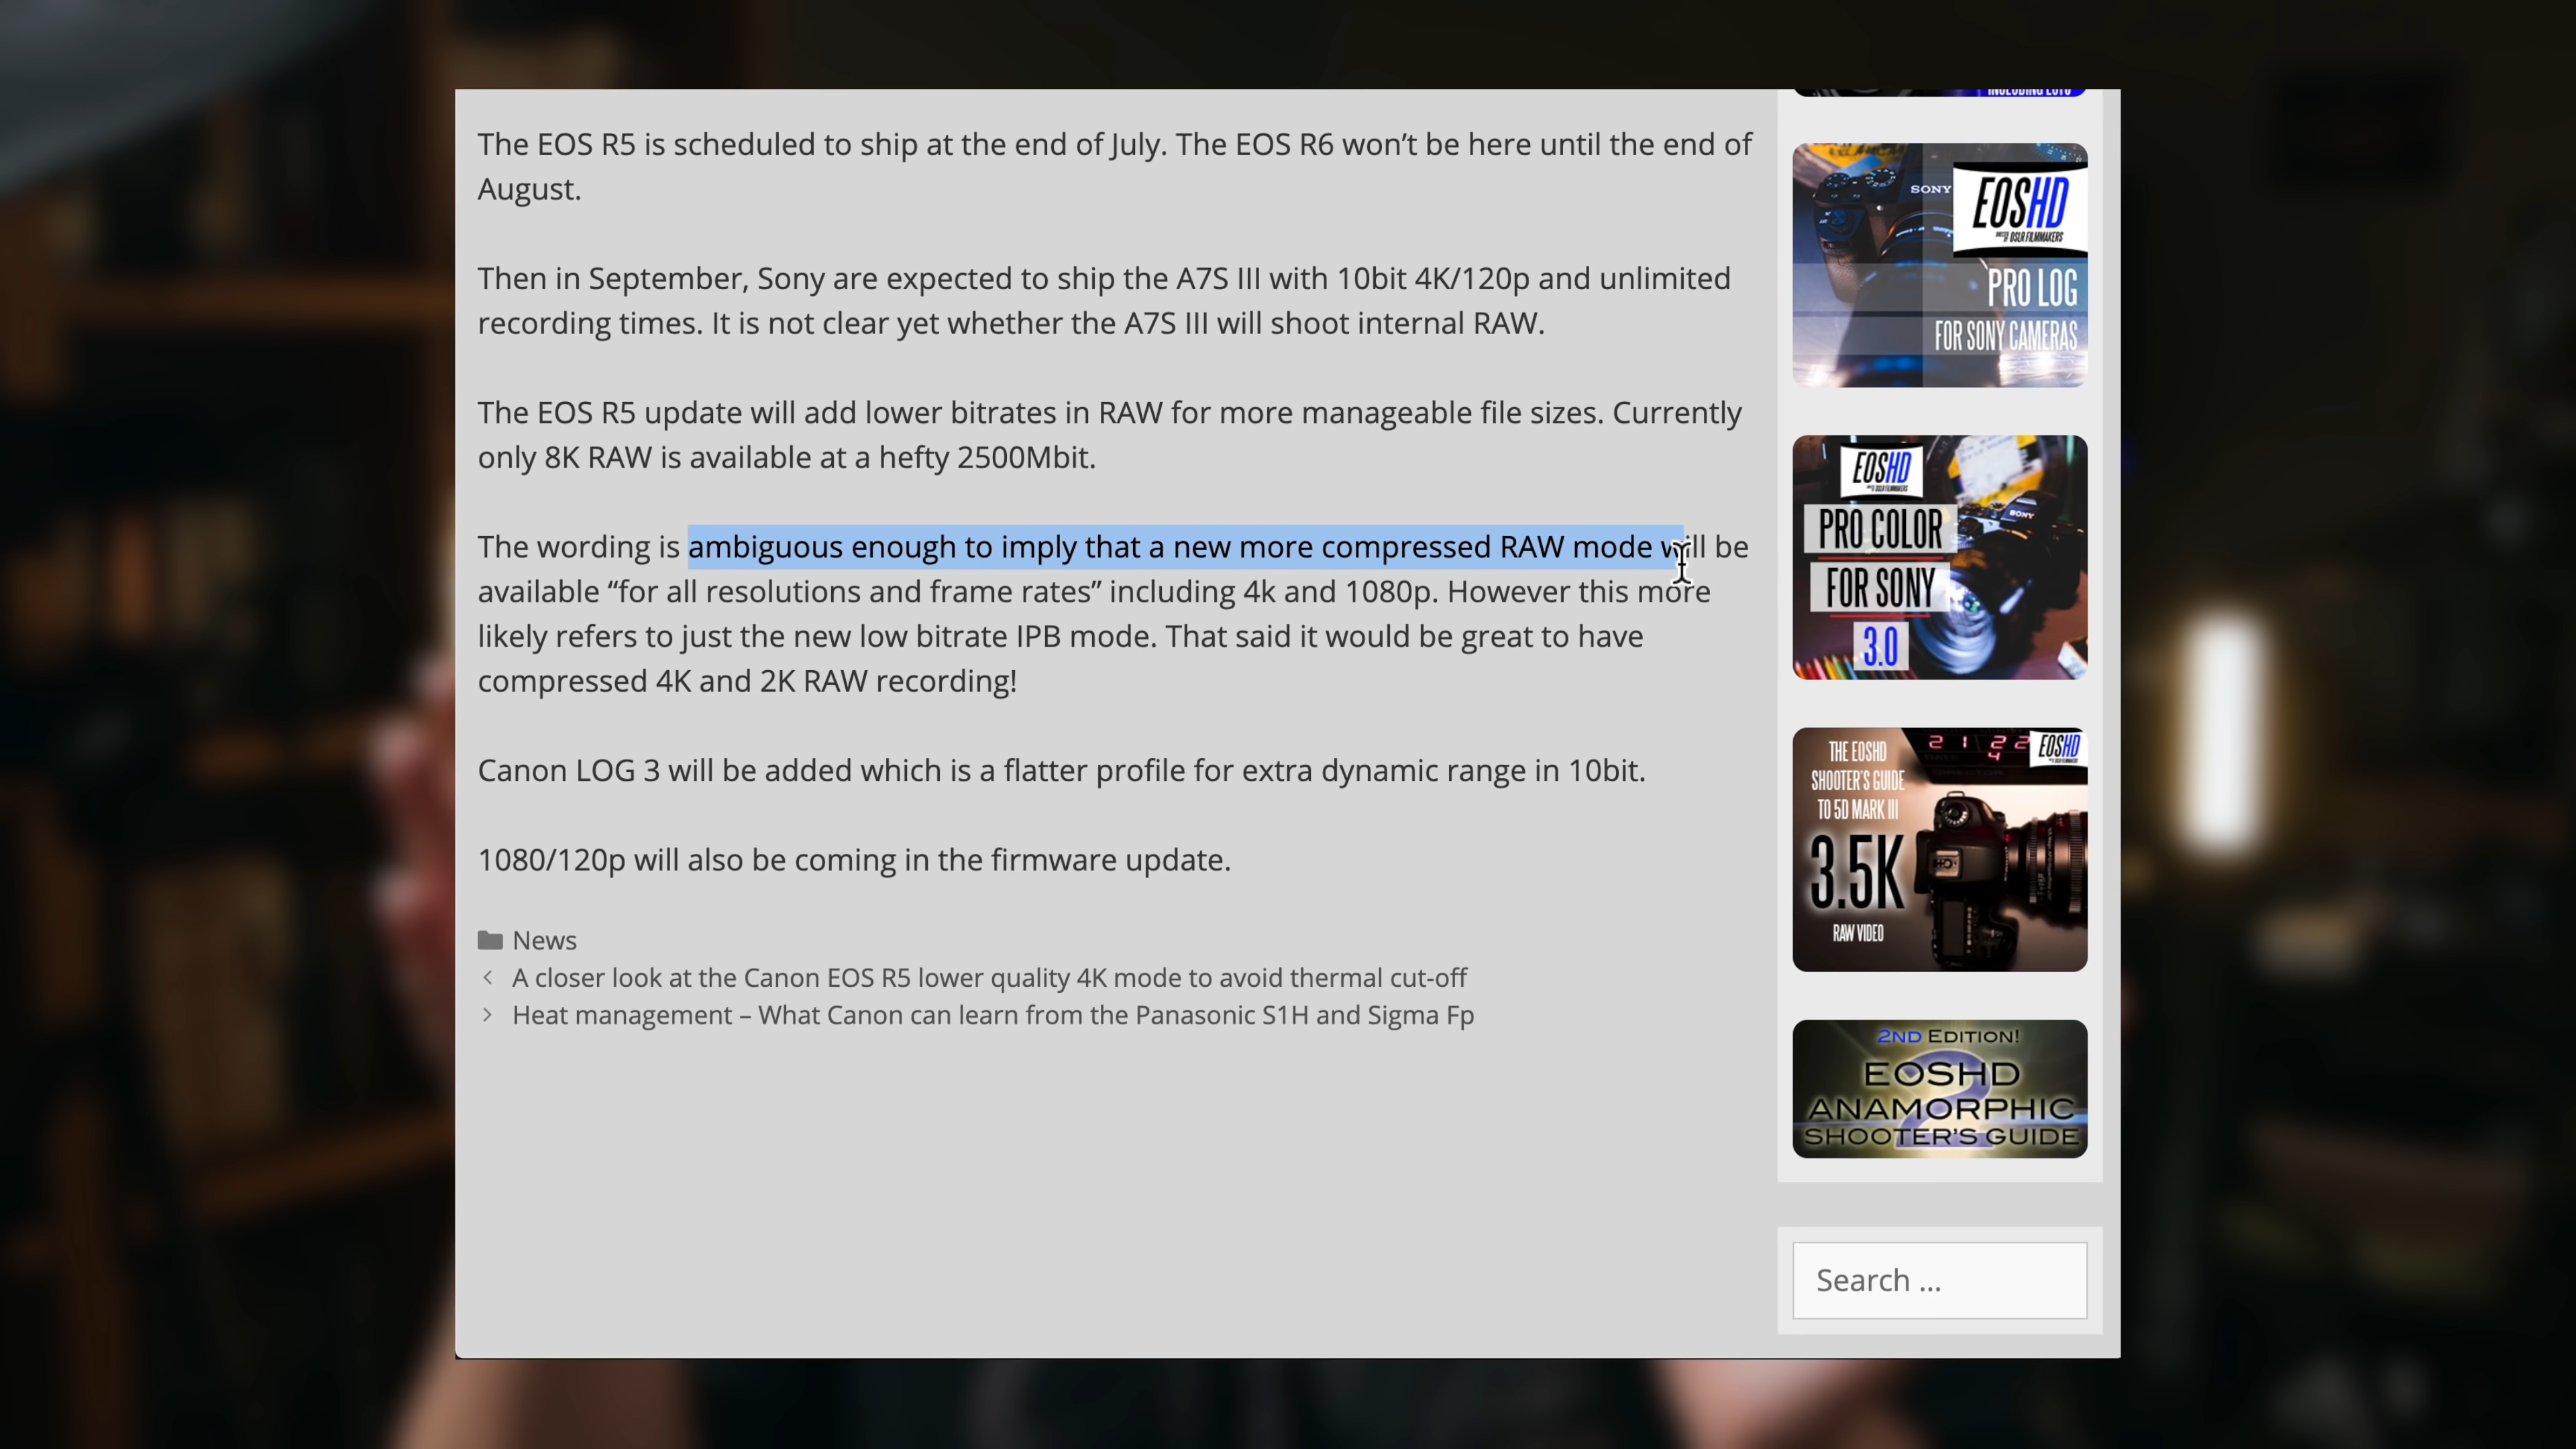 The EOS R5 is scheduled to ship at the end of July. The EOS R6 won’t be here until the end of
August.
Then in September, Sony are expected to ship the A7S III with 10bit 4K/120p and unlimited
recording times. It is not clear yet whether the A7S III will shoot internal RAW.
The EOS R5 update will add lower bitrates in RAW for more manageable file sizes. Currently
only 8K RAW is available at a hefty 2500Mbit.
The wording is ambiguous enough to imply that a new more compressed RAW mode will be
available “for all resolutions and frame rates” including 4k and 1080p. However this more
likely refers to just the new low bitrate IPB mode. That said it would be great to have
compressed 4K and 2K RAW recording!
Canon LOG 3 will be added which is a flatter profile for extra dynamic range in 10bit.
1080/120p will also be coming in the firmware update.
News
A closer look at the Canon EOS R5 lower quality 4K mode to avoid thermal cut-off
Heat management – What Canon can learn from the Panasonic S1H and Sigma Fp
SONY
EOSHD
DSLR FILMMAKERS
PRO LOG
FOR SONY CAMERAS
EOSHD
SONY
PRO COLOR
FOR SONY
3.0
THE EOSHD
SHOOTER'S GUIDE
TO 5D MARK III
3.5K
RAW VIDEO
EOSHD
2ND EDITION!
2
EOSHD
ANAMORPHIC
SHOOTER'S GUIDE
Search ...